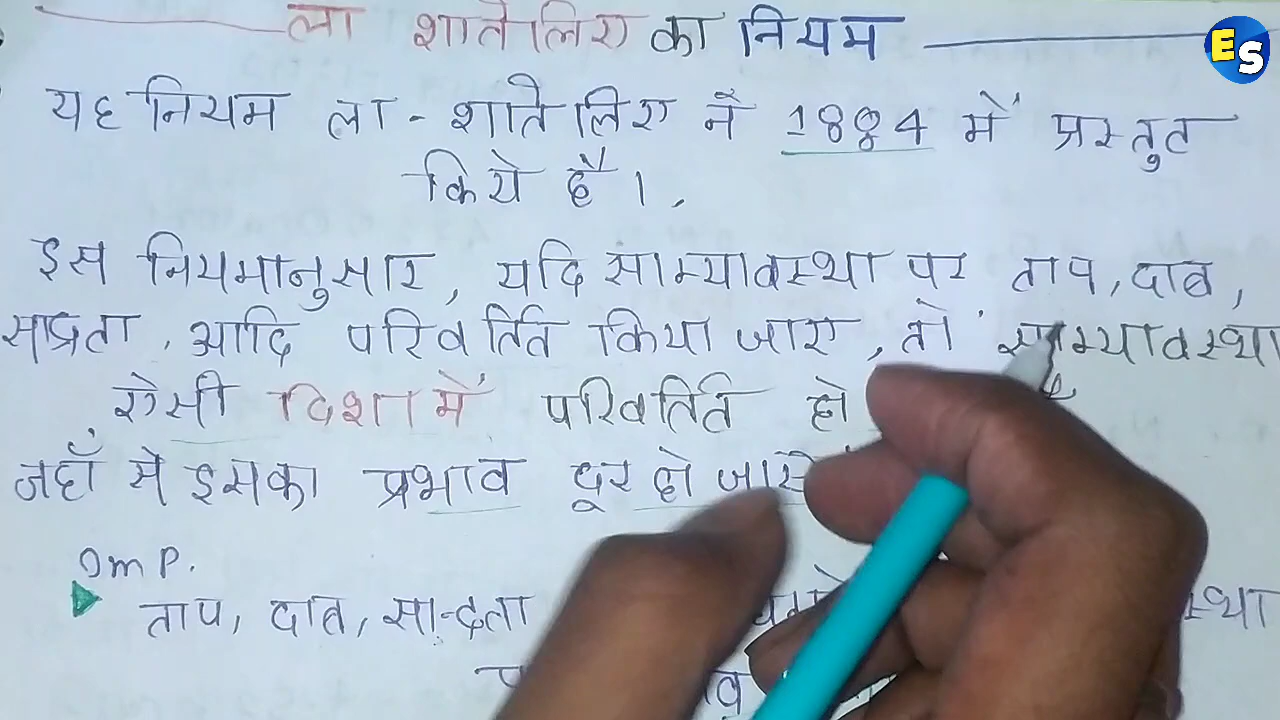 ला शातेलिए का नियम
ES
यह नियम ला - शातेलिए ने 1884 में प्रस्तुत
किये है।
इस नियमानुसार, यदि साम्यावस्था पर ताप, दाब,
साद्रता, आदि परिवर्तित किया जाए, तो साम्यावस्था
ऐसी दिशा में परिवर्तित हो
जहाँ से इसका प्रभाव दूर हो जाये
Imp.
ताप, दाब, सान्द्रता स्था